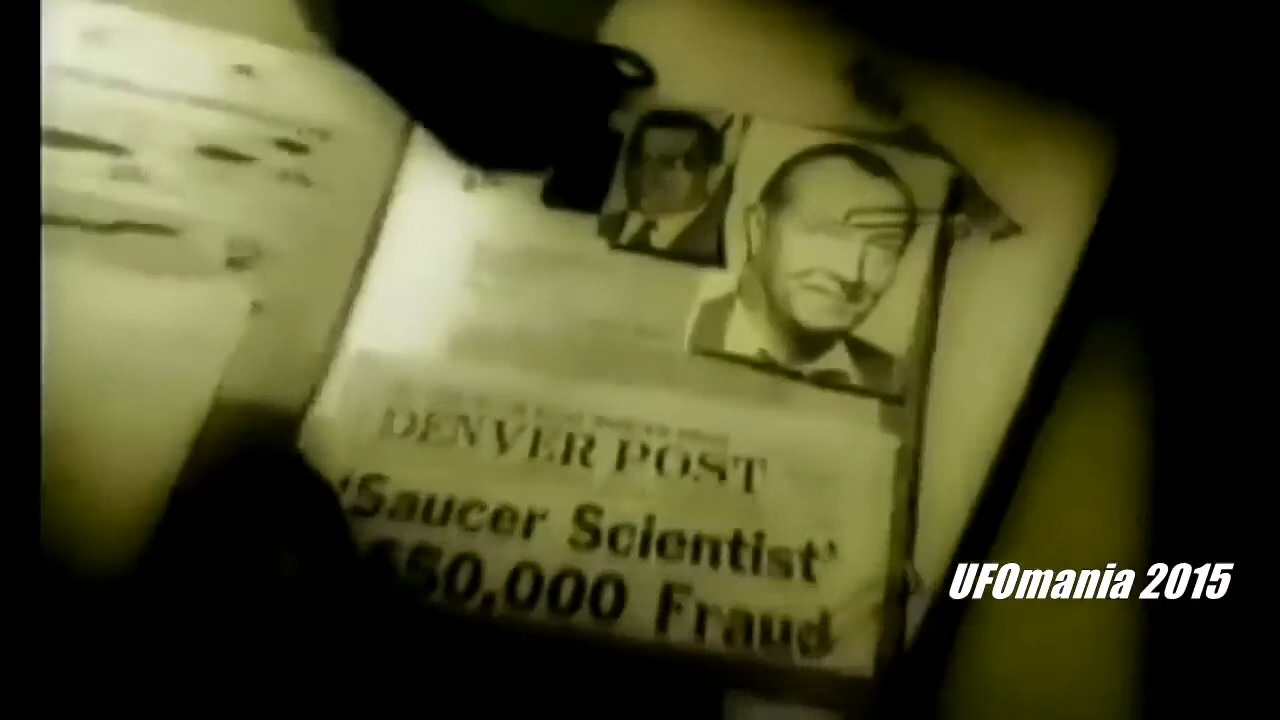 DENVER POST
'Saucer Scientist'
$50,000 Fraud
UFOmania 2015